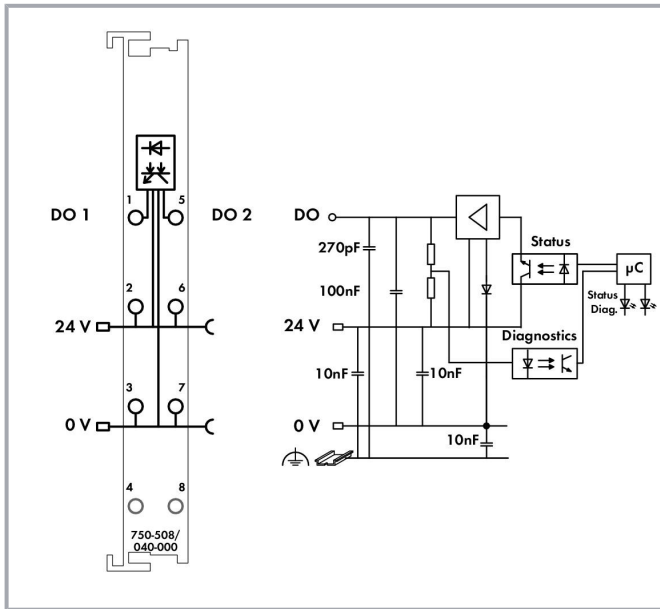 1
5
DO 1
DO 2
2
6
24 V
3
7
0 V
4
8
750-508/
040-000
DO
270pF
100nF
Status
µC
Status
Diag.
24 V
Diagnostics
10nF
10nF
0 V
10nF